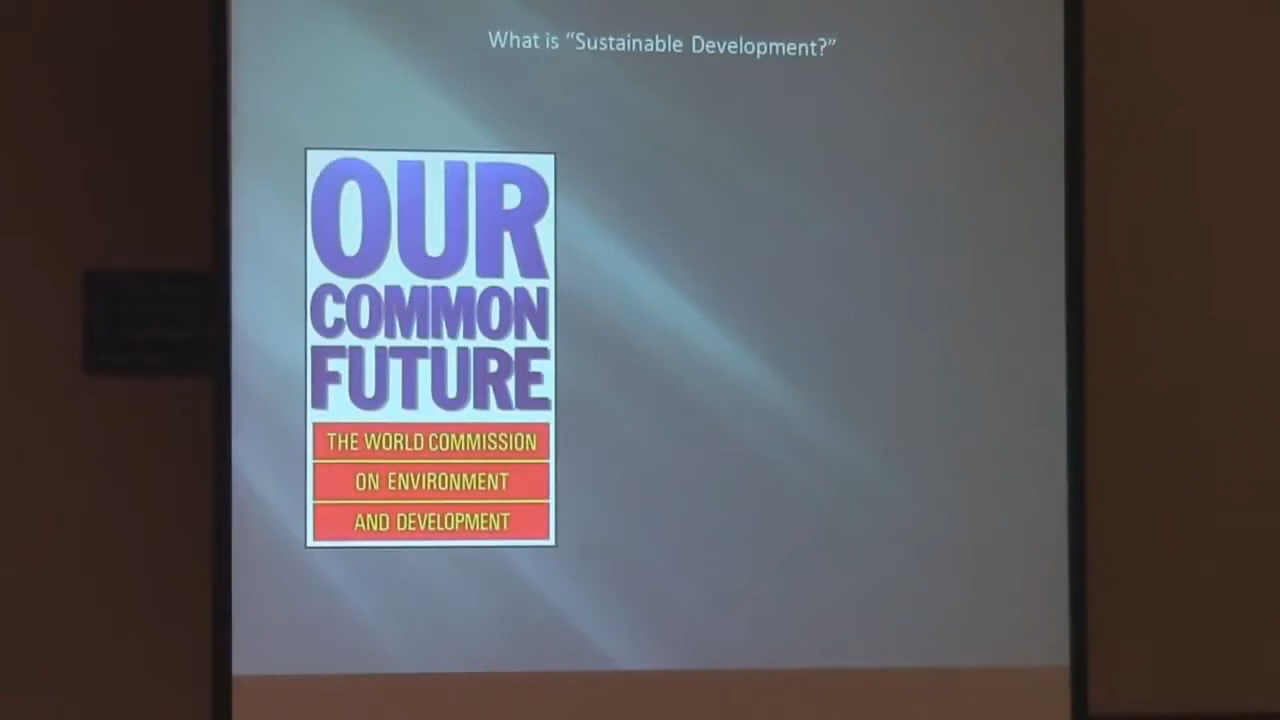 What is “Sustainable Development?”
OUR
COMMON
FUTURE
THE WORLD COMMISSION
ON ENVIRONMENT
AND DEVELOPMENT